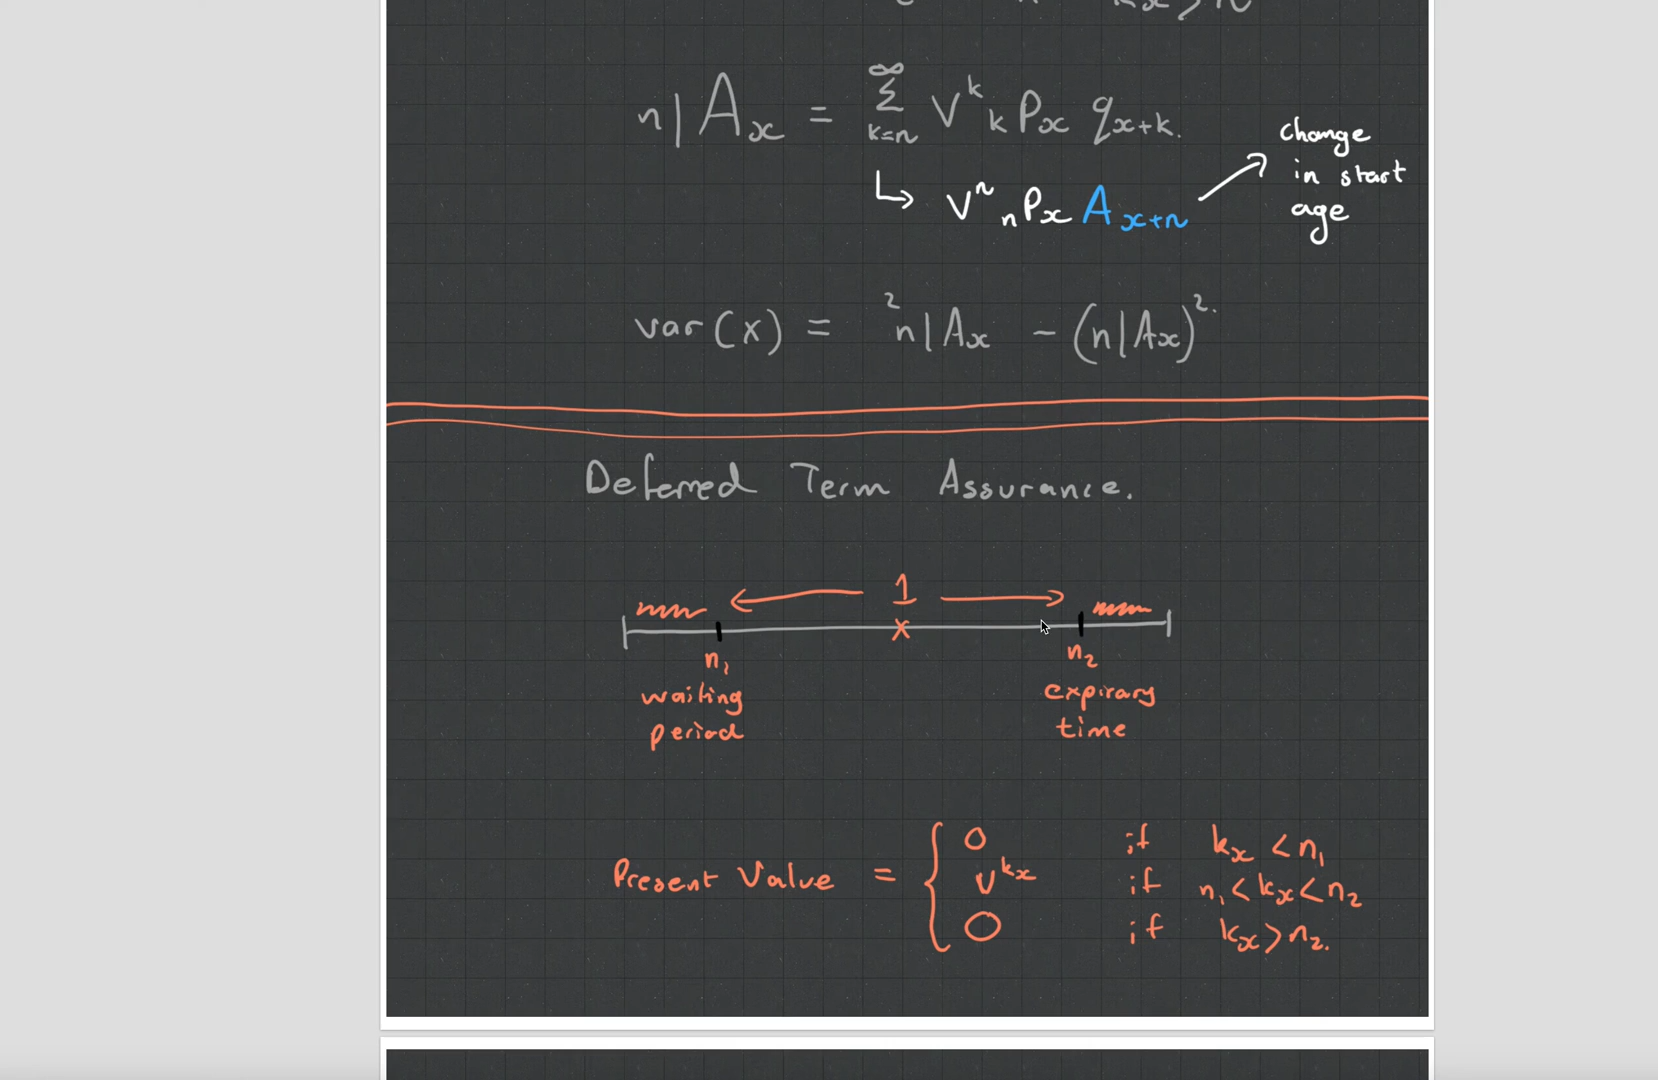 kx > n
n|Ax = ∞ Σ k=n V^k kPx qx+k.
change
in start
age
↳ V^n nPx Ax+n
var(x) = ²n|Ax - (n|Ax)².
Deferred Term Assurance.
1
x
n₁ n₂
waiting expirary
period time
0 if kx < n₁
Present Value = { v^kx if n₁ < kx < n₂
0 if kx > n₂.